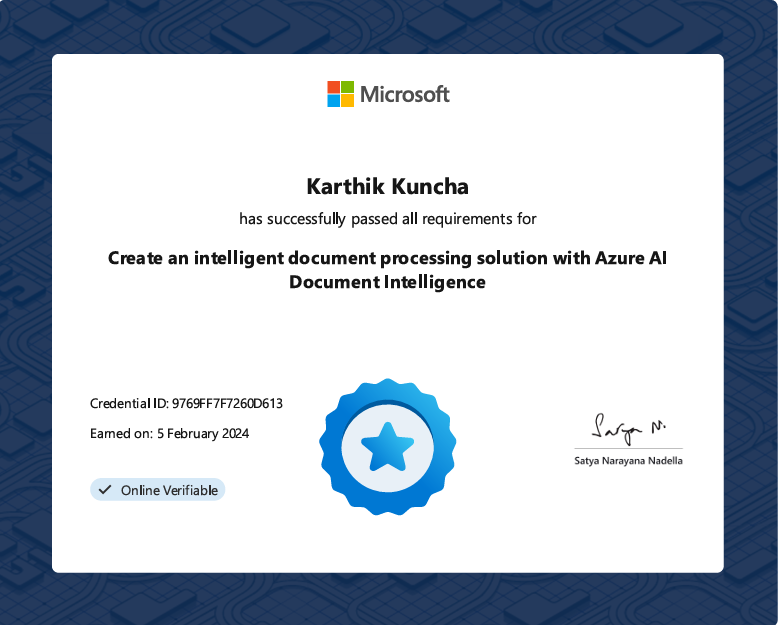 Microsoft
Karthik Kuncha
has successfully passed all requirements for
Create an intelligent document processing solution with Azure AI
Document Intelligence
Credential ID: 9769FF7F7260D613
Earned on: 5 February 2024
Online Verifiable
Satya N.
Satya Narayana Nadella